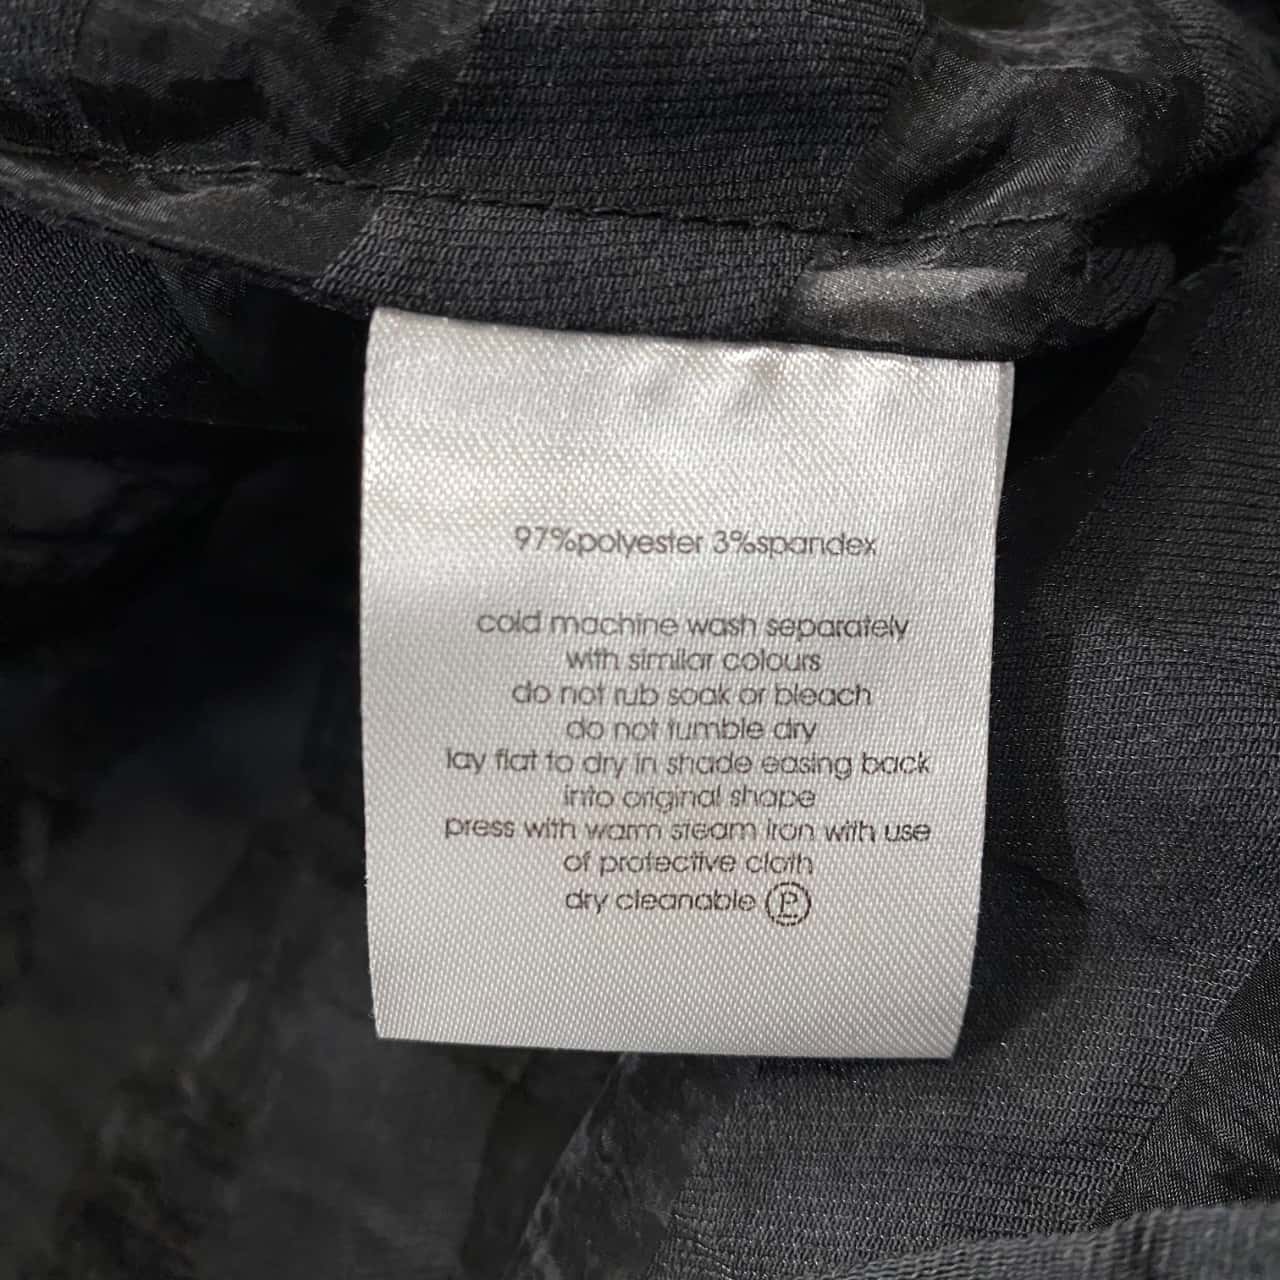 97%polyester 3%spandex
cold machine wash separately
with similar colours
do not rub soak or bleach
do not tumble dry
lay flat to dry in shade easing back
into original shape
press with warm steam iron with use
of protective cloth
dry cleanable P